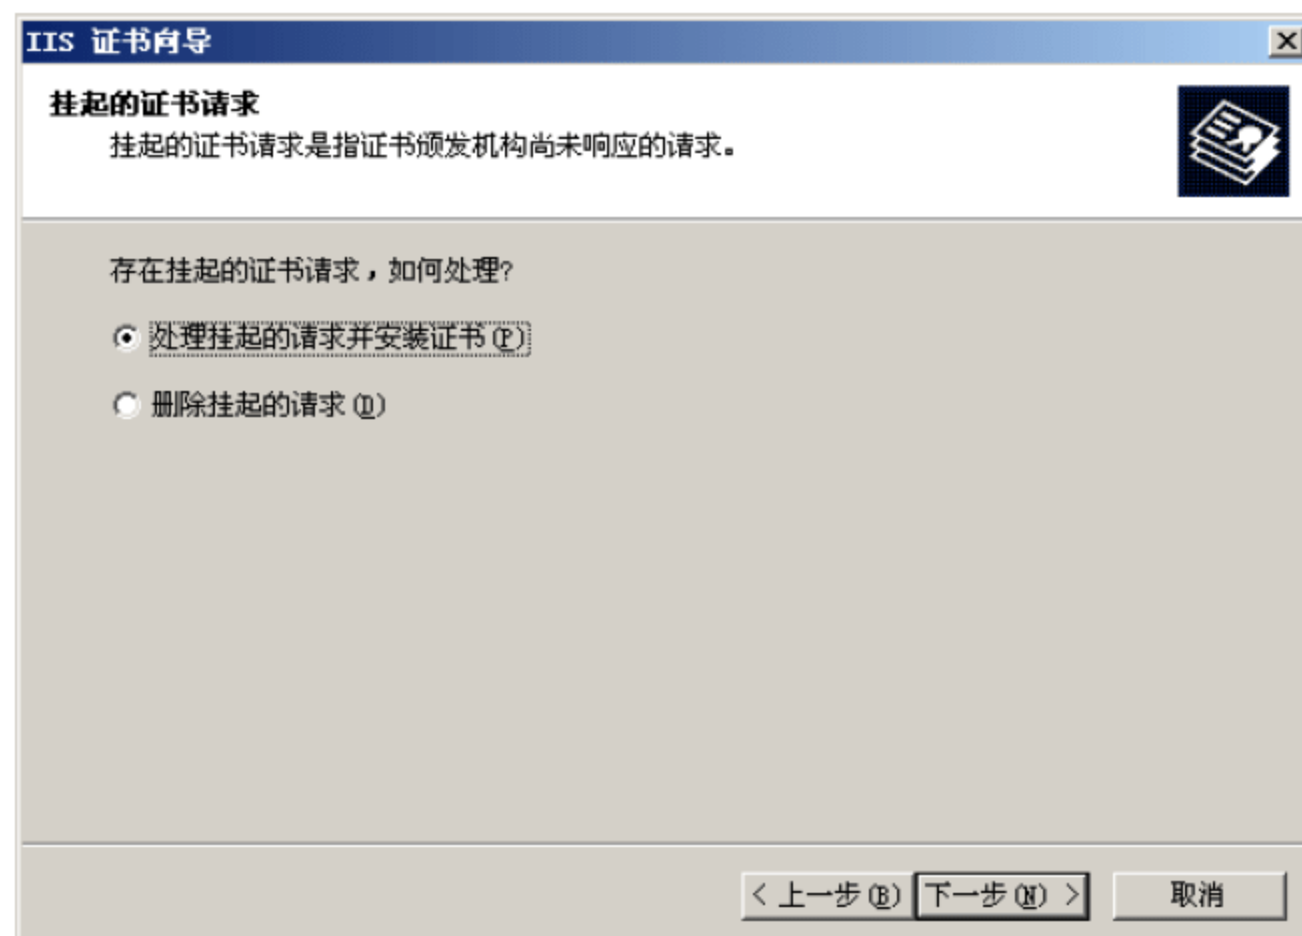 IIS 证书向导
挂起的证书请求
挂起的证书请求是指证书颁发机构尚未响应的请求。
存在挂起的证书请求，如何处理?
处理挂起的请求并安装证书(P)
删除挂起的请求(D)
< 上一步(B) 下一步(N) > 取消